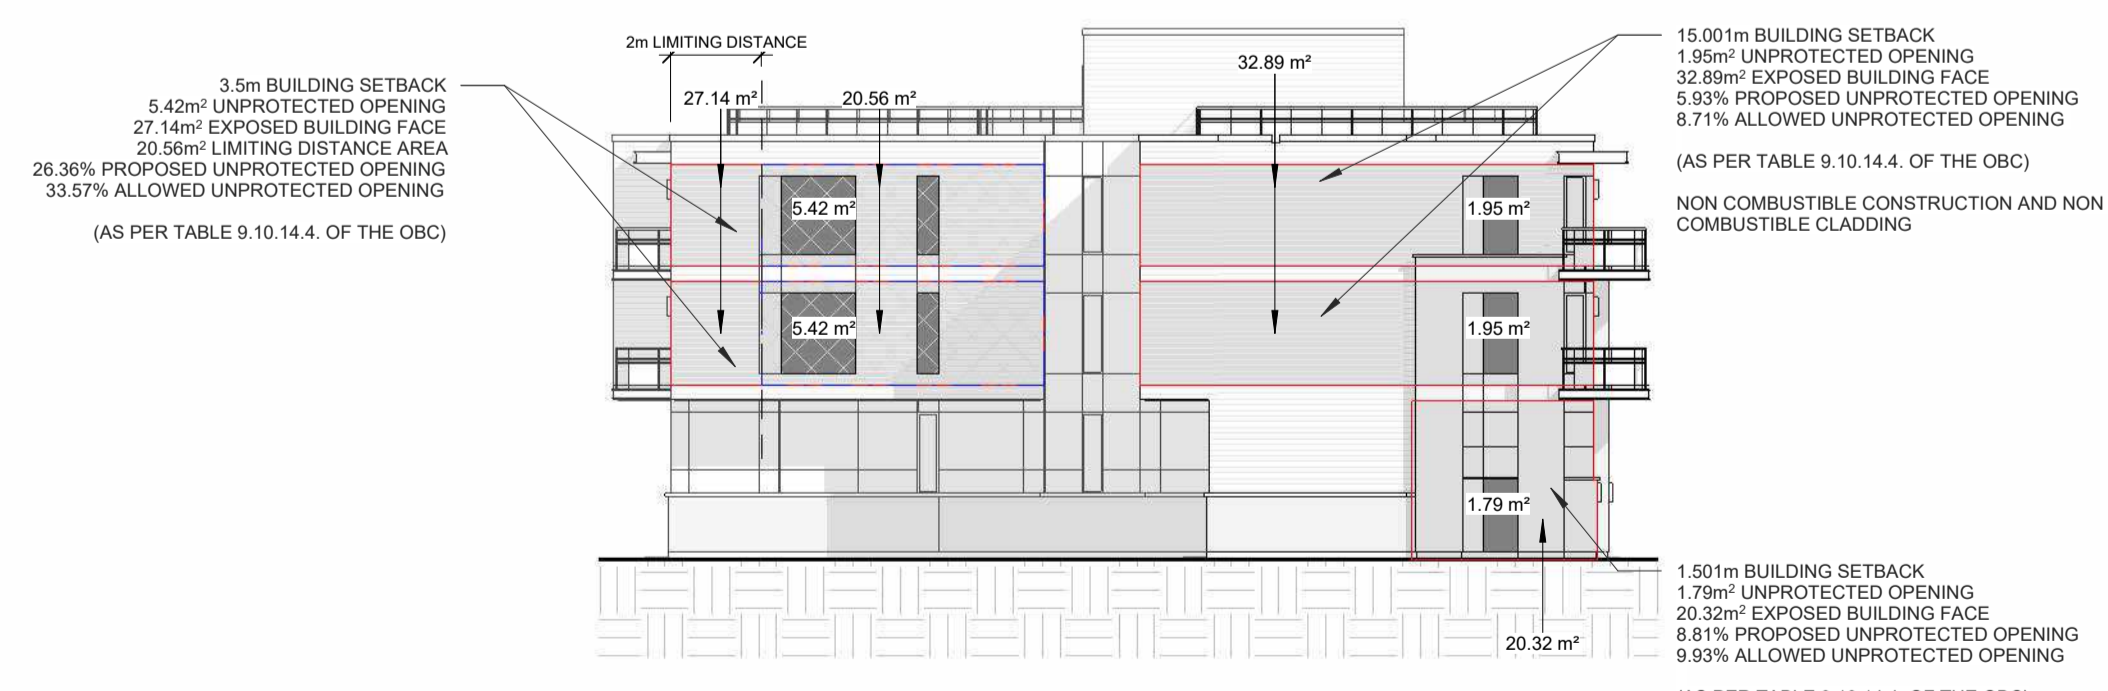 2m LIMITING DISTANCE
3.5m BUILDING SETBACK
5.42m² UNPROTECTED OPENING
27.14m² EXPOSED BUILDING FACE
20.56m² LIMITING DISTANCE AREA
26.36% PROPOSED UNPROTECTED OPENING
33.57% ALLOWED UNPROTECTED OPENING
(AS PER TABLE 9.10.14.4. OF THE OBC)
27.14 m²
20.56 m²
32.89 m²
5.42 m²
5.42 m²
1.95 m²
1.95 m²
1.79 m²
20.32 m²
15.001m BUILDING SETBACK
1.95m² UNPROTECTED OPENING
32.89m² EXPOSED BUILDING FACE
5.93% PROPOSED UNPROTECTED OPENING
8.71% ALLOWED UNPROTECTED OPENING
(AS PER TABLE 9.10.14.4. OF THE OBC)
NON COMBUSTIBLE CONSTRUCTION AND NON
COMBUSTIBLE CLADDING
1.501m BUILDING SETBACK
1.79m² UNPROTECTED OPENING
20.32m² EXPOSED BUILDING FACE
8.81% PROPOSED UNPROTECTED OPENING
9.93% ALLOWED UNPROTECTED OPENING